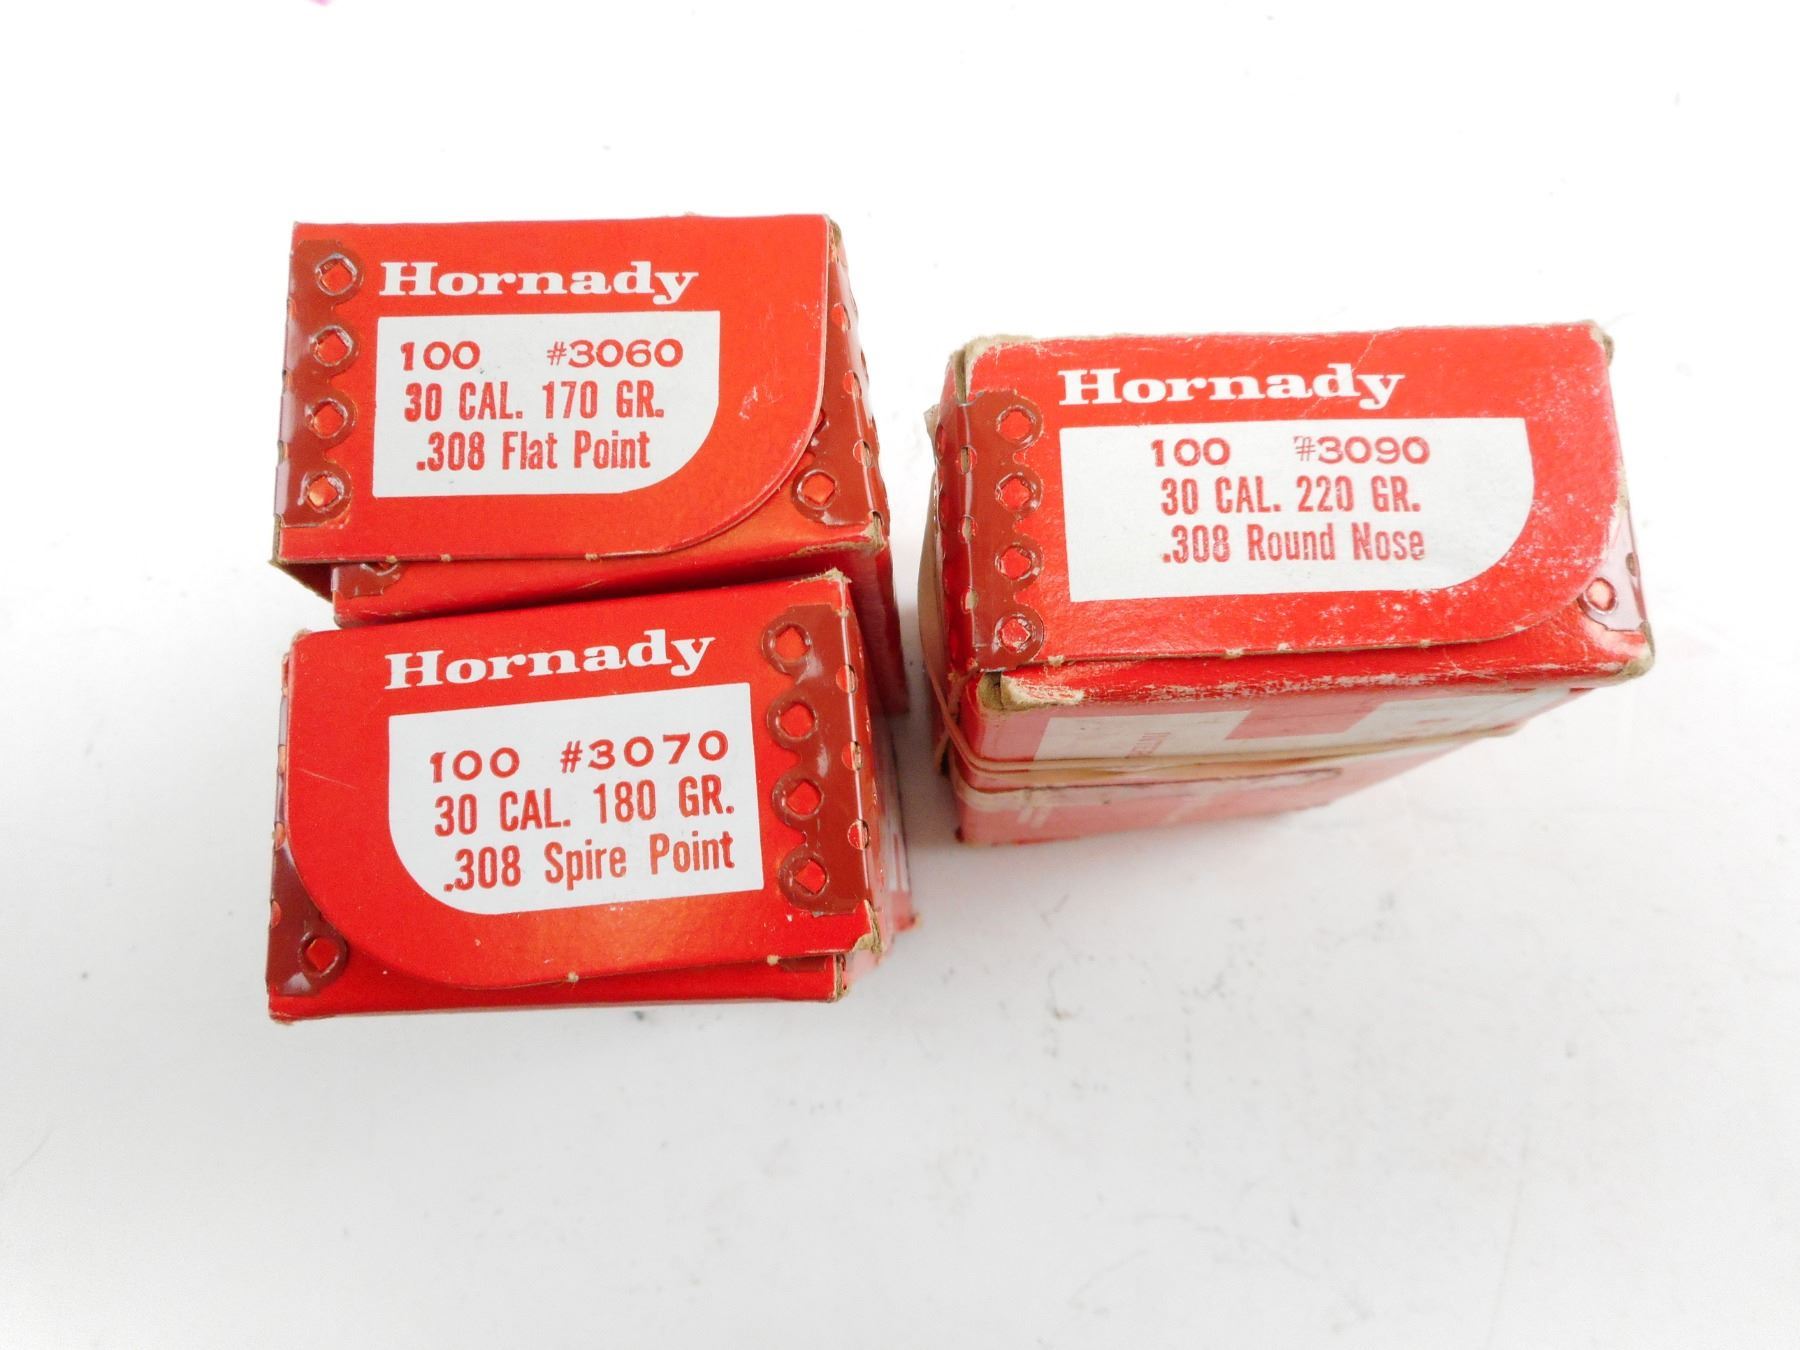 Hornady
100 #3060
30 CAL. 170 GR.
.308 Flat Point
Hornady
100 #3070
30 CAL. 180 GR.
.308 Spire Point
Hornady
100 #3090
30 CAL. 220 GR.
.308 Round Nose